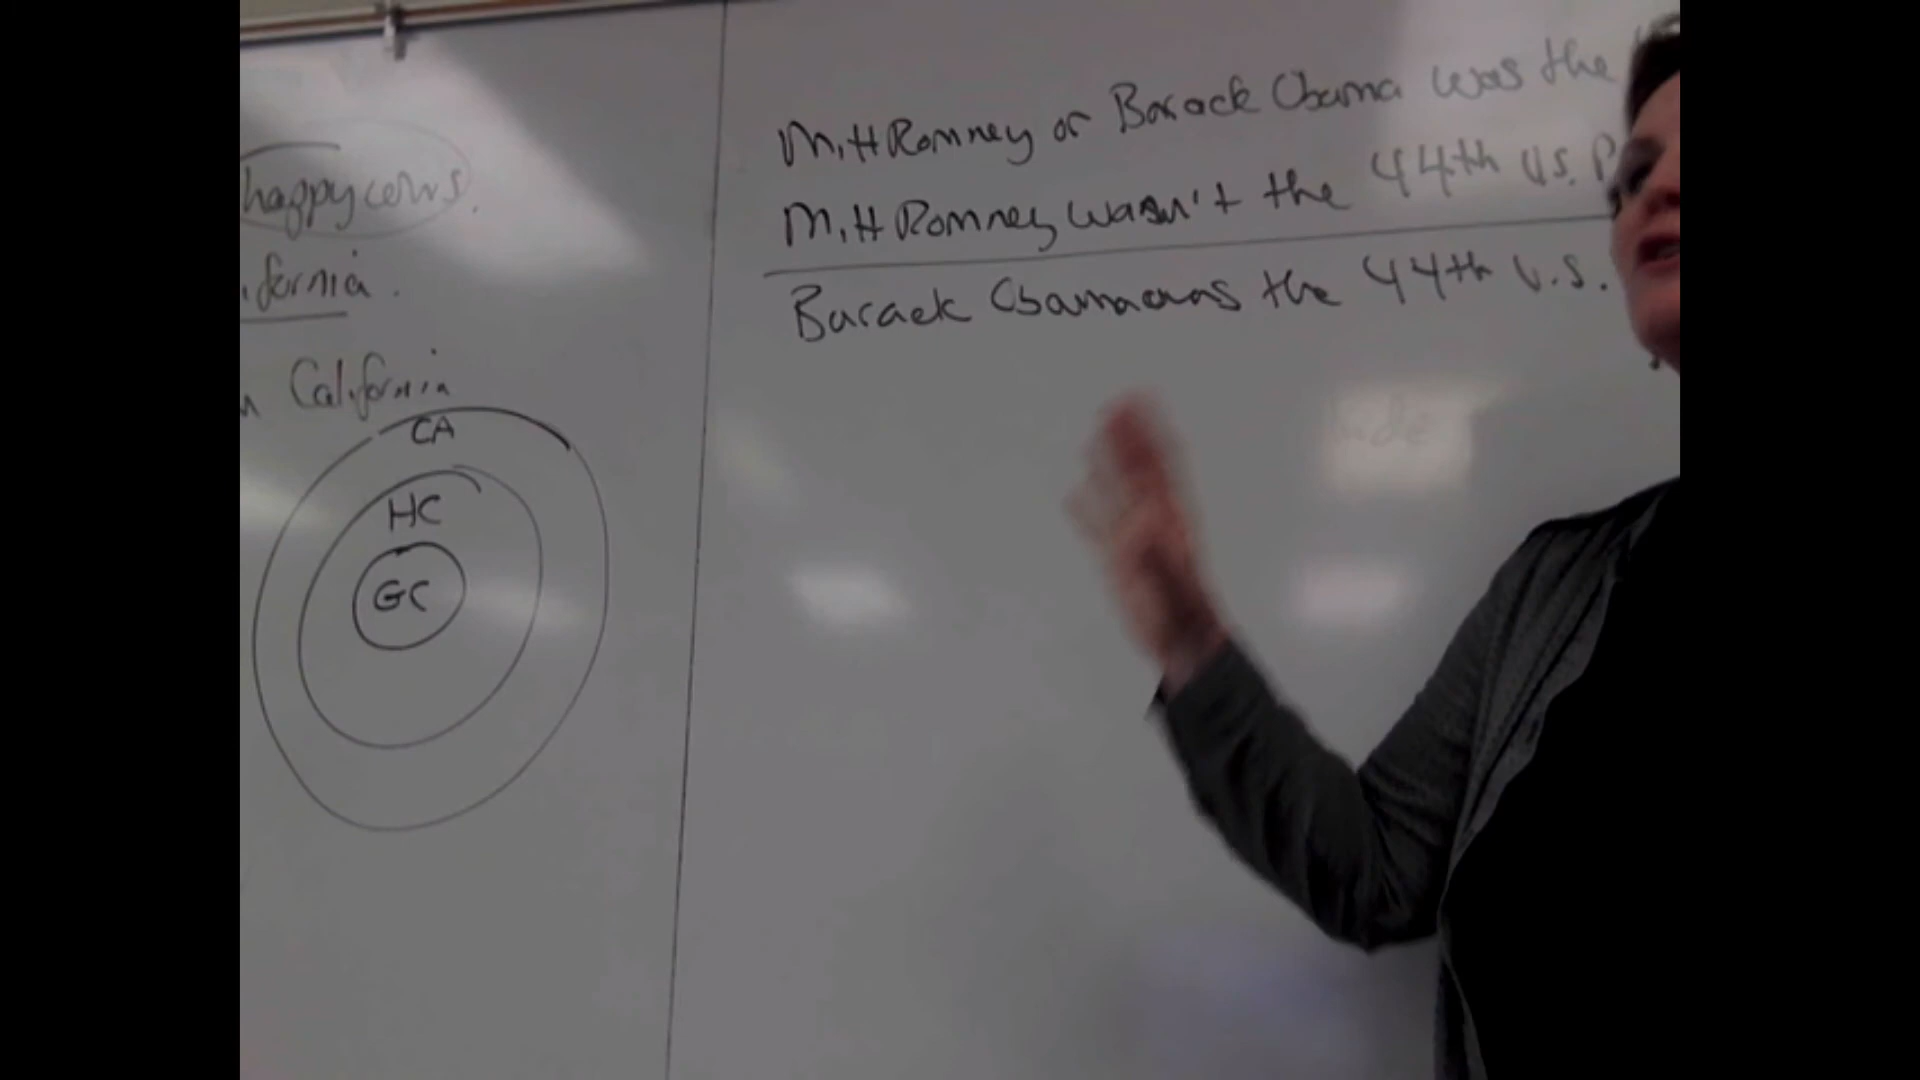 happy cows.
ifornia.
n California
CA
HC
GC
Mitt Romney or Barack Obama was the
Mitt Romney wasn't the 44th U.S. P
Barack Obama was the 44th U.S.